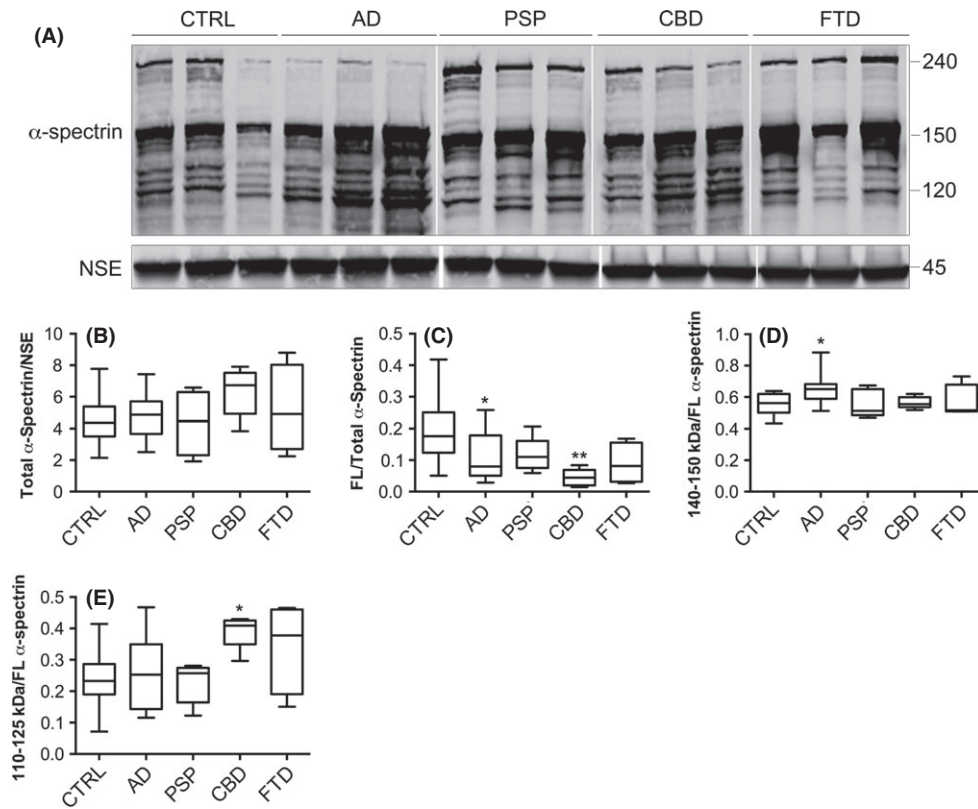 (A)
CTRL AD PSP CBD FTD
α-spectrin
240
150
120
NSE
45
(B)
Total α-Spectrin/NSE
10
8
6
4
2
0
CTRL AD PSP CBD FTD
(C)
FL/Total α-Spectrin
0.5
0.4
0.3
0.2
0.1
0.0
* **
CTRL AD PSP CBD FTD
(D)
140-150 kDa/FL α-spectrin
1.0
0.8
0.6
0.4
0.2
0.0
*
CTRL AD PSP CBD FTD
(E)
110-125 kDa/FL α-spectrin
0.5
0.4
0.3
0.2
0.1
0.0
*
CTRL AD PSP CBD FTD